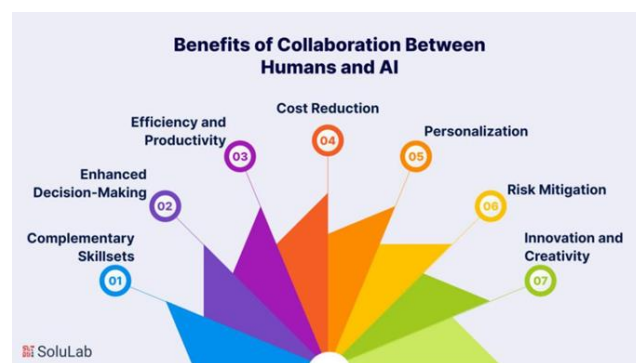 Benefits of Collaboration Between
Humans and AI
Complementary
Skillsets
01
Enhanced
Decision-Making
02
Efficiency and
Productivity
03
Cost Reduction
04
Personalization
05
Risk Mitigation
06
Innovation and
Creativity
07
SoluLab